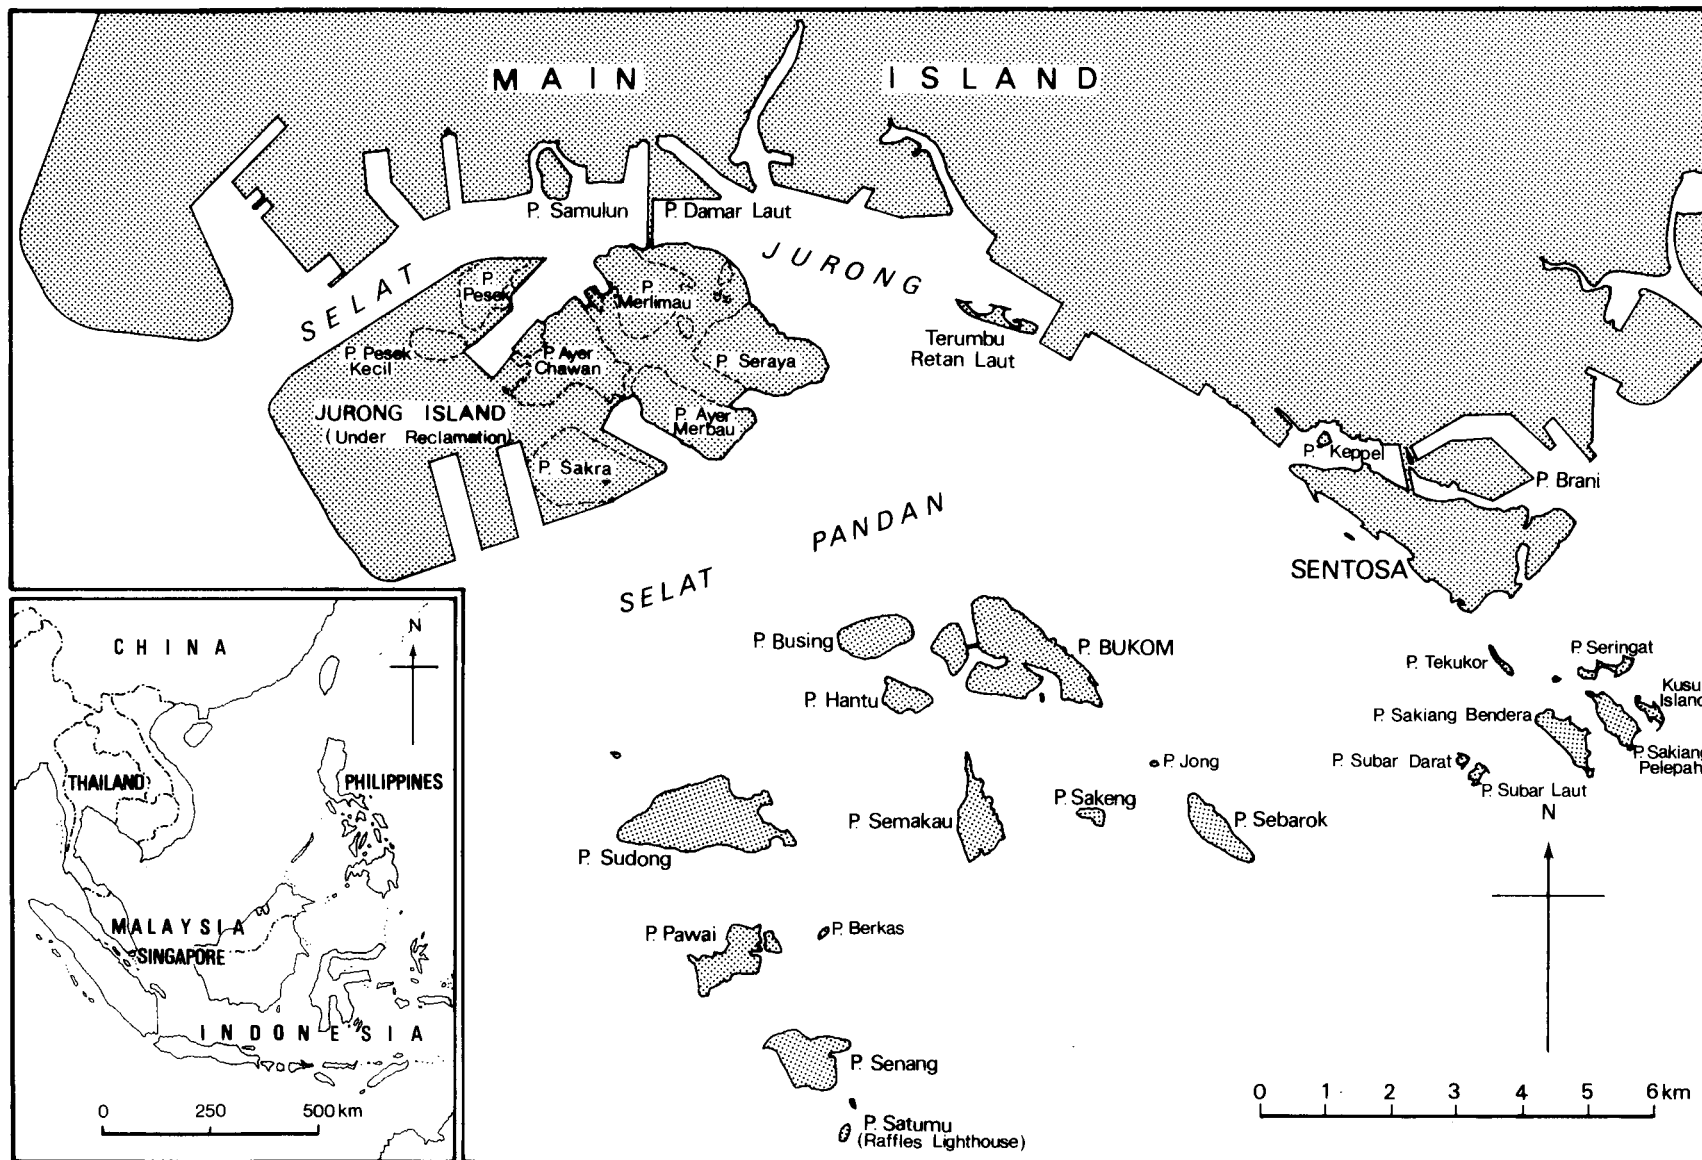 MAIN ISLAND
P. Samulun
P. Damar Laut
SELAT JURONG
P.
Pesek
P.
Merlimau
P. Pesek
Kecil
P. Ayer
Chawan
P. Seraya
Terumbu
Retan Laut
JURONG ISLAND
(Under Reclamation)
P. Ayer
Merbau
P. Sakra
P. Keppel
P. Brani
SENTOSA
SELAT PANDAN
P. Busing
P. BUKOM
P. Hantu
P. Tekukor
P. Seringat
Kusu
Island
P. Sakiang Bendera
P. Sakiang
Pelepah
P. Subar Darat
P. Subar Laut
P. Jong
P. Sakeng
P. Semakau
P. Sebarok
P. Sudong
P. Pawai
P. Berkas
P. Senang
P. Satumu
(Raffles Lighthouse)
N
0 1 2 3 4 5 6 km
CHINA
N
THAILAND
PHILIPPINES
MALAYSIA
SINGAPORE
INDONESIA
0 250 500 km